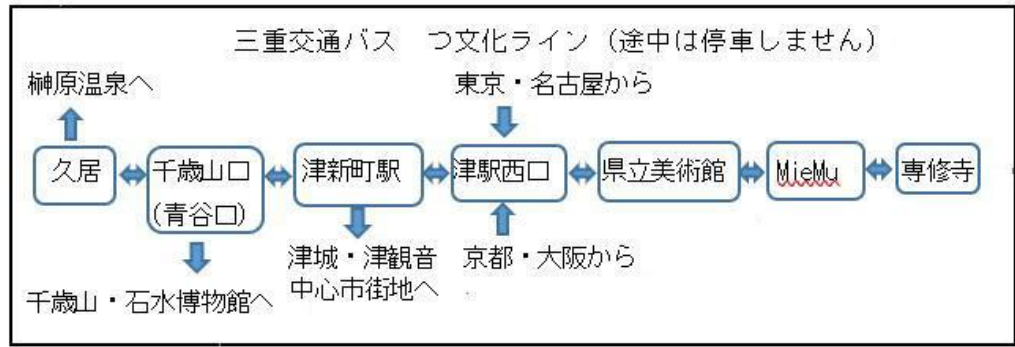 三重交通バス　つ文化ライン（途中は停車しません）
榊原温泉へ
東京・名古屋から
久居
千歳山口
(青谷口)
津新町駅
津駅西口
県立美術館
MieMu
専修寺
千歳山・石水博物館へ
津城・津観音
中心市街地へ
京都・大阪から